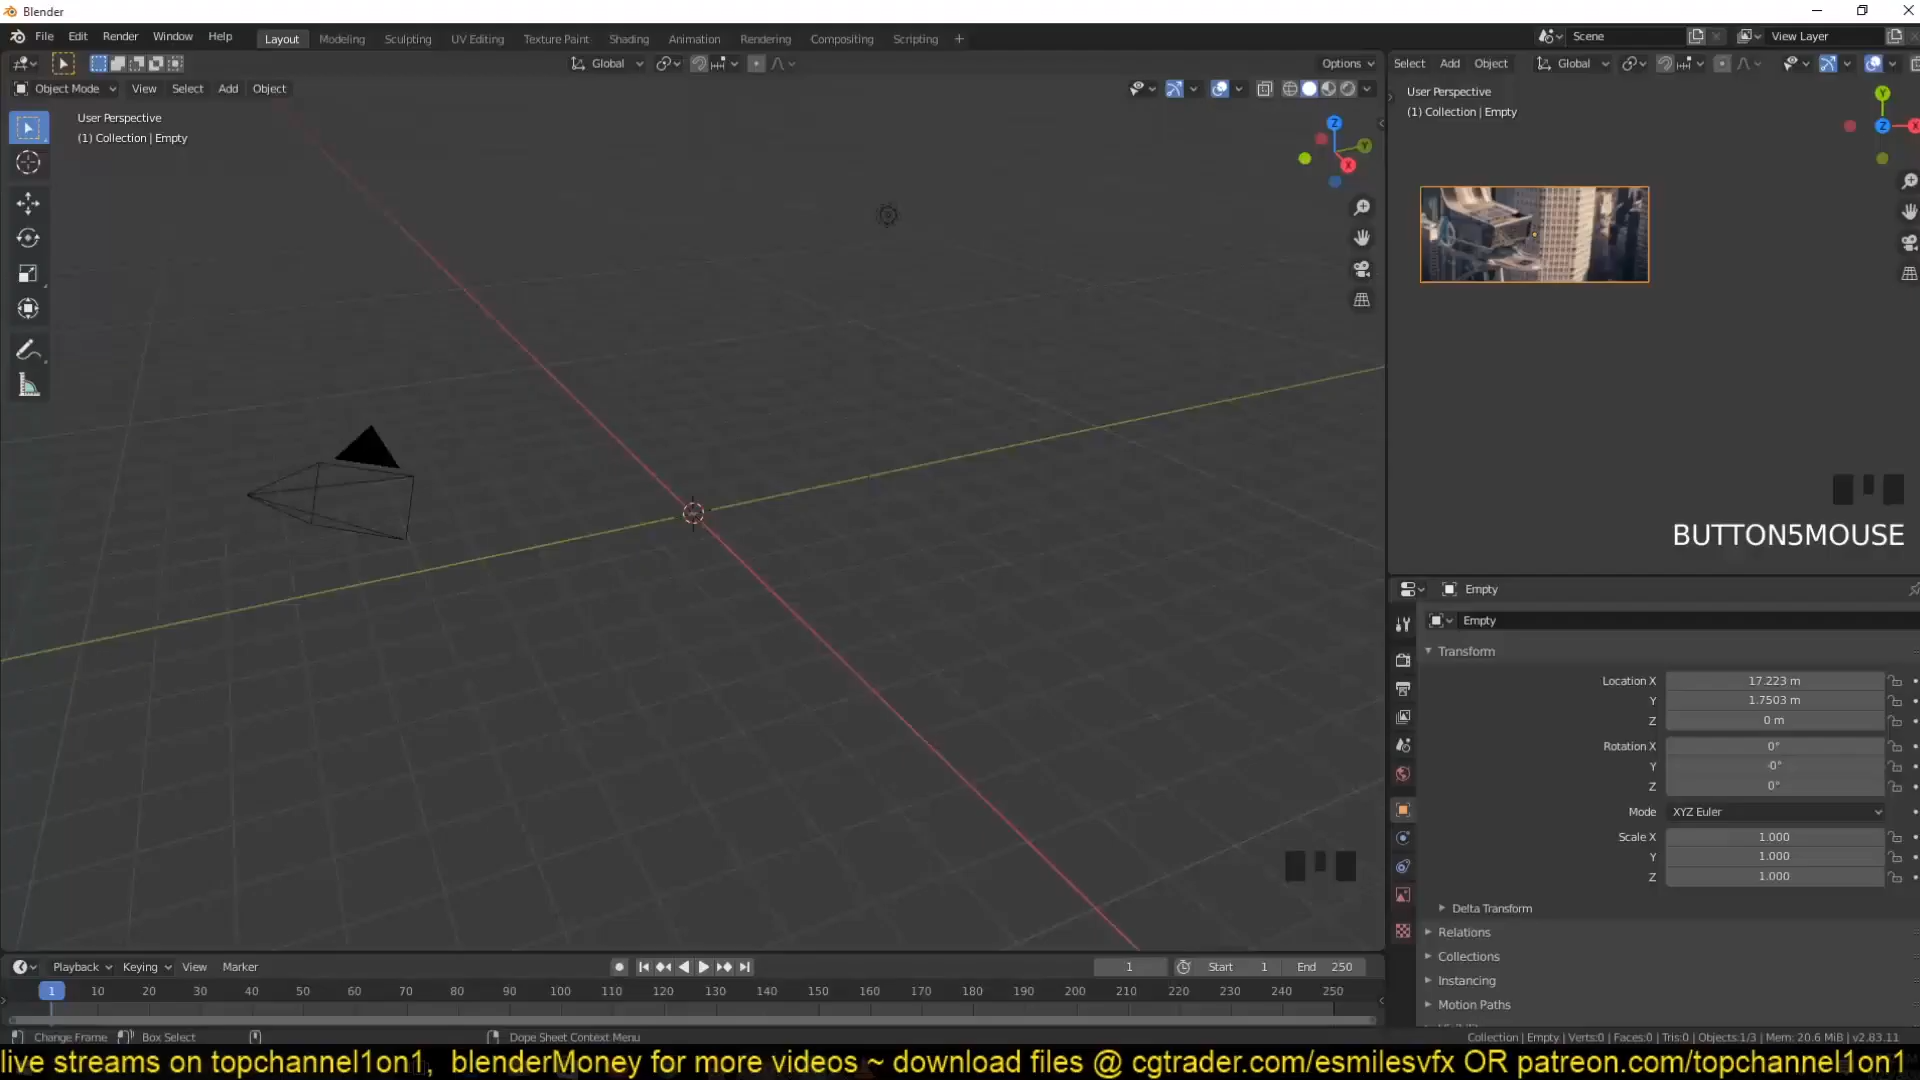 Blender
File Edit Render Window Help Layout Modeling Sculpting UV Editing Texture Paint Shading Animation Rendering Compositing Scripting + Scene View Layer
Global Options Select Add Object Global
Object Mode View Select Add Object
User Perspective
(1) Collection | Empty
Z
Y
X
User Perspective
(1) Collection | Empty
Y
Z
X
BUTTON5MOUSE
Empty
Empty
Transform
Location X 17.223 m
Y 1.7503 m
Z 0 m
Rotation X 0°
Y -0°
Z 0°
Mode XYZ Euler
Scale X 1.000
Y 1.000
Z 1.000
Delta Transform
Relations
Collections
Instancing
Motion Paths
Playback Keying View Marker 1 Start 1 End 250
1 10 20 30 40 50 60 70 80 90 100 110 120 130 140 150 160 170 180 190 200 210 220 230 240 250
Change Frame Box Select Dope Sheet Context Menu Collection | Empty | Verts:0 | Faces:0 | Tris:0 | Objects:1/3 | Mem: 20.6 MiB | v2.83.11
live streams on topchannel1on1, blenderMoney for more videos ~ download files @ cgtrader.com/esmilesvfx OR patreon.com/topchannel1on1